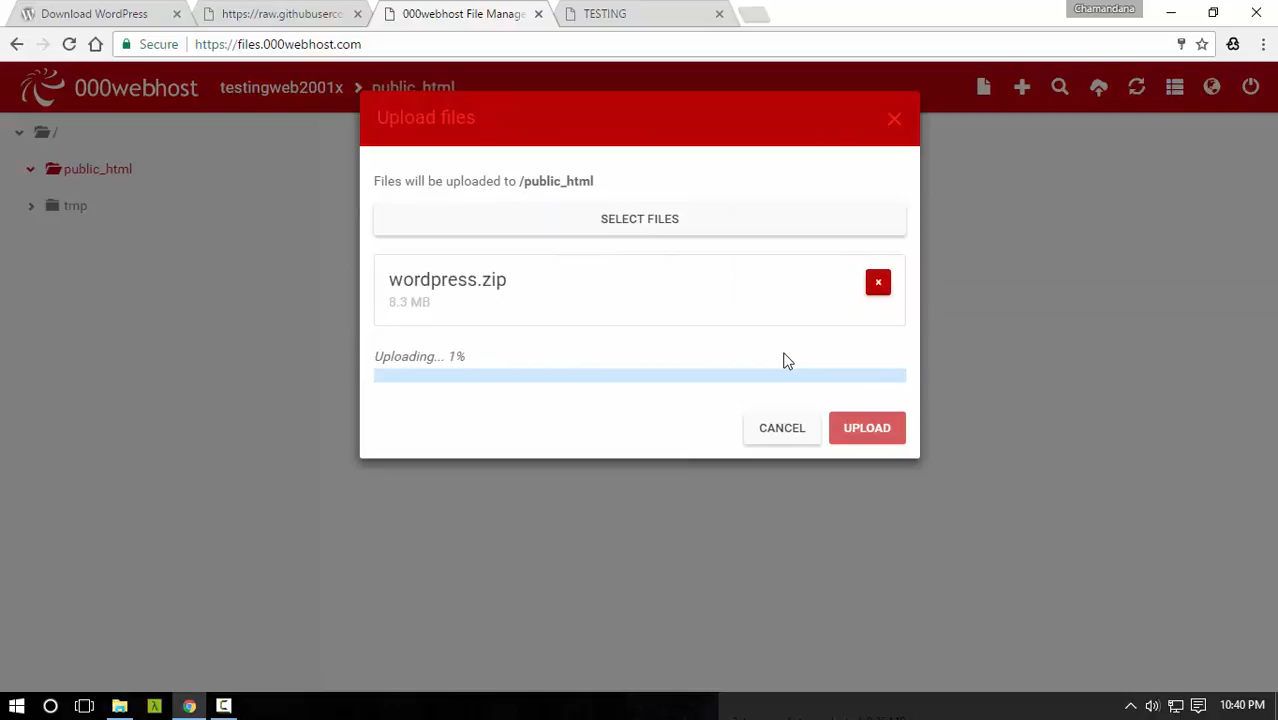 Download WordPress
https://raw.githubuserco
000webhost File Manage
TESTING
Chamandana
Secure
https://files.000webhost.com
000webhost
testingweb2001x
public_html
Upload files
/
public_html
tmp
Files will be uploaded to /public_html
SELECT FILES
wordpress.zip
8.3 MB
Uploading... 1%
CANCEL
UPLOAD
10:40 PM